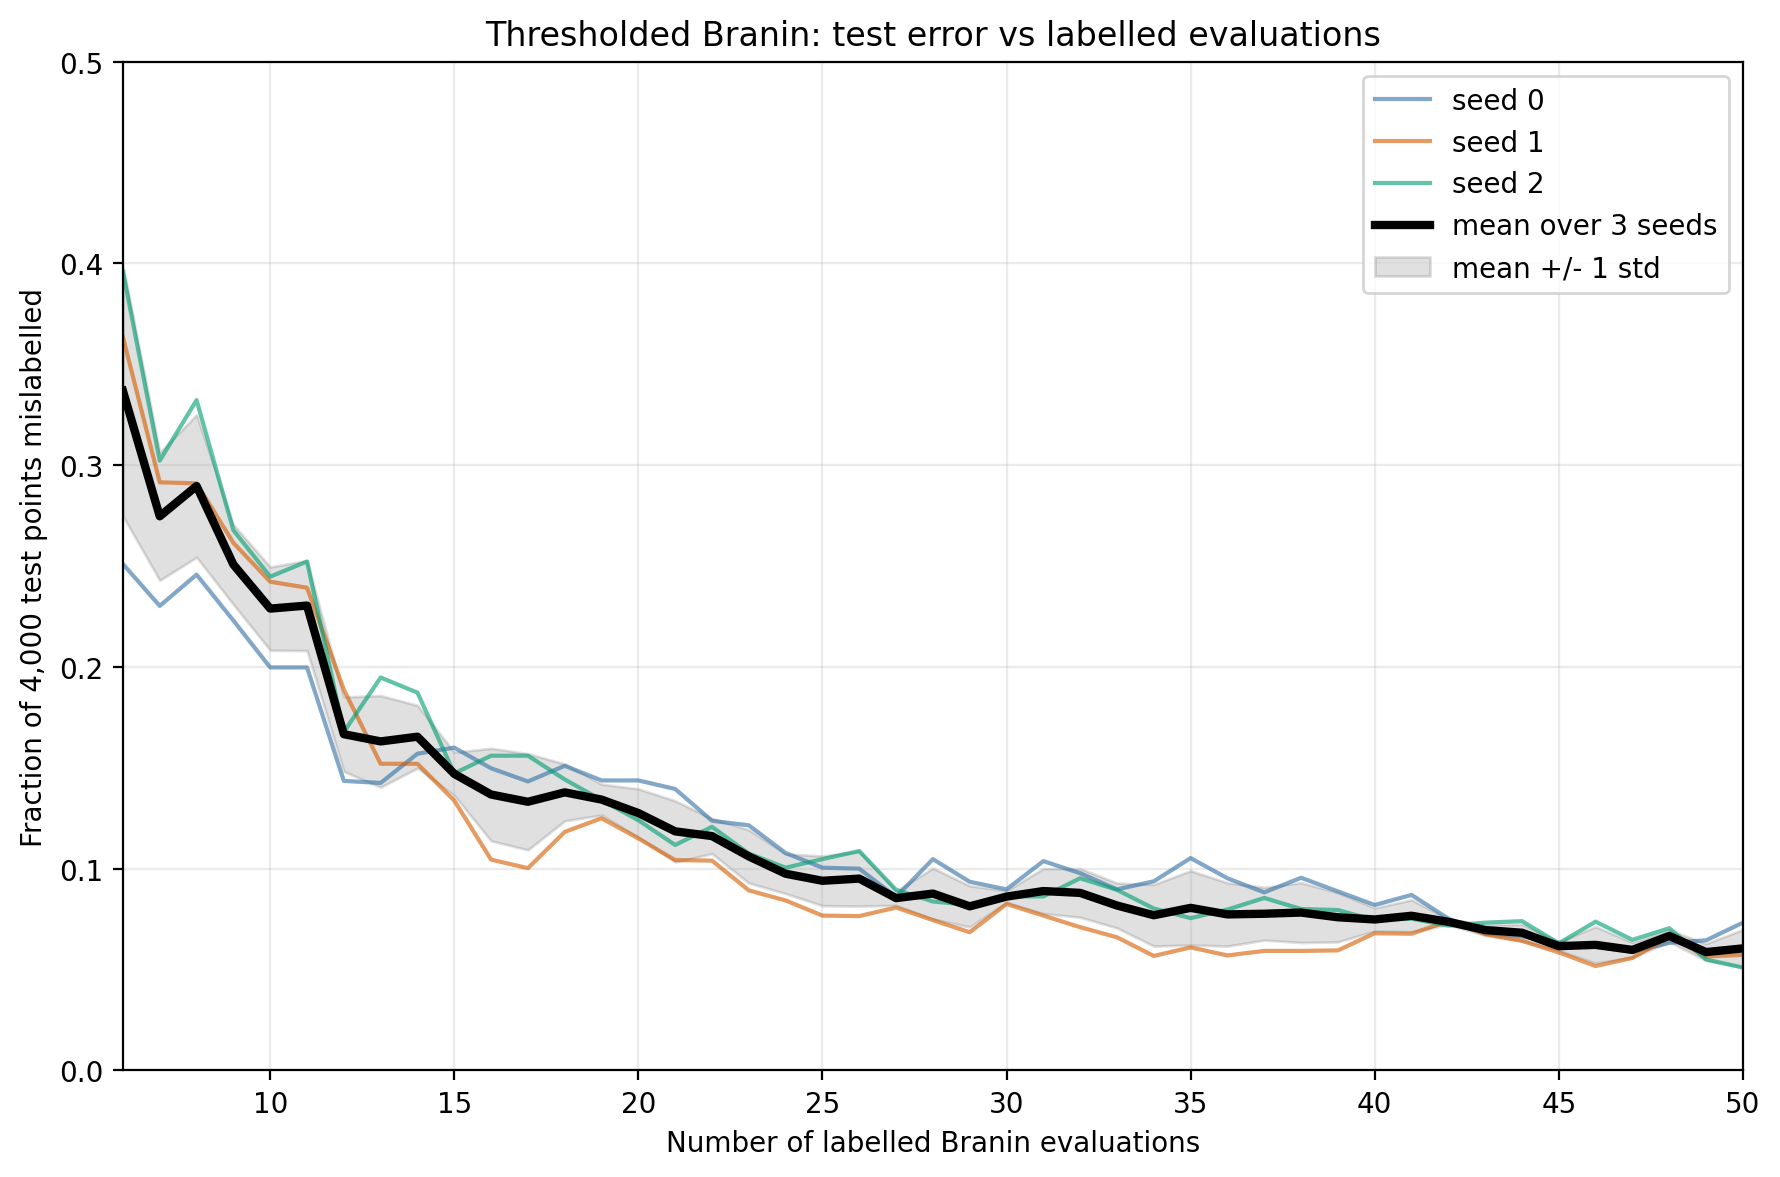 Thresholded Branin: test error vs labelled evaluations
0.5
0.4
0.3
0.2
0.1
0.0
Fraction of 4,000 test points mislabelled
seed 0
seed 1
seed 2
mean over 3 seeds
mean +/- 1 std
10
15
20
25
30
35
40
45
50
Number of labelled Branin evaluations